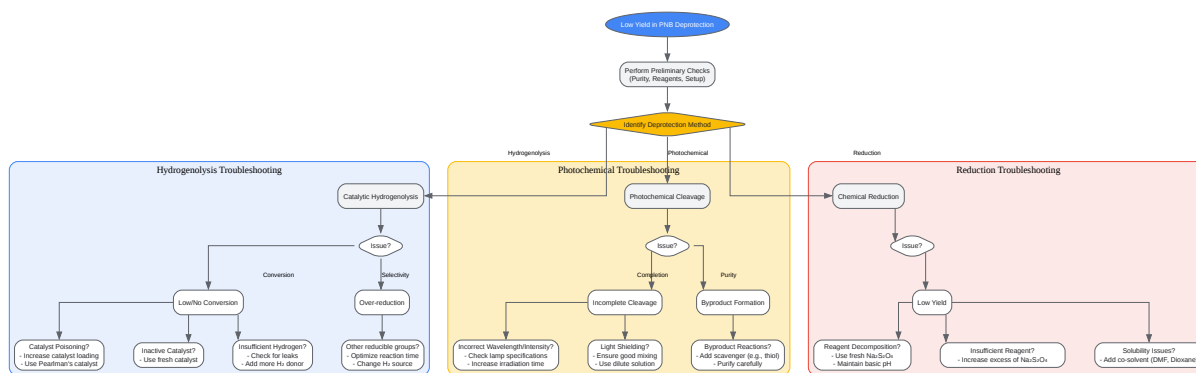 Low Yield in PNB Deprotection
Perform Preliminary Checks
(Purity, Reagents, Setup)
Identify Deprotection Method
Hydrogenolysis
Photochemical
Reduction
Hydrogenolysis Troubleshooting
Photochemical Troubleshooting
Reduction Troubleshooting
Catalytic Hydrogenolysis
Photochemical Cleavage
Chemical Reduction
Issue?
Issue?
Issue?
Conversion
Selectivity
Completion
Purity
Low/No Conversion
Over-reduction
Incomplete Cleavage
Byproduct Formation
Low Yield
Catalyst Poisoning?
- Increase catalyst loading
- Use Pearlman's catalyst
Inactive Catalyst?
- Use fresh catalyst
Insufficient Hydrogen?
- Check for leaks
- Add more H₂ donor
Other reducible groups?
- Optimize reaction time
- Change H₂ source
Incorrect Wavelength/Intensity?
- Check lamp specifications
- Increase irradiation time
Light Shielding?
- Ensure good mixing
- Use dilute solution
Byproduct Reactions?
- Add scavenger (e.g., thiol)
- Purify carefully
Reagent Decomposition?
- Use fresh Na₂S₂O₄
- Maintain basic pH
Insufficient Reagent?
- Increase excess of Na₂S₂O₄
Solubility Issues?
- Add co-solvent (DMF, Dioxane